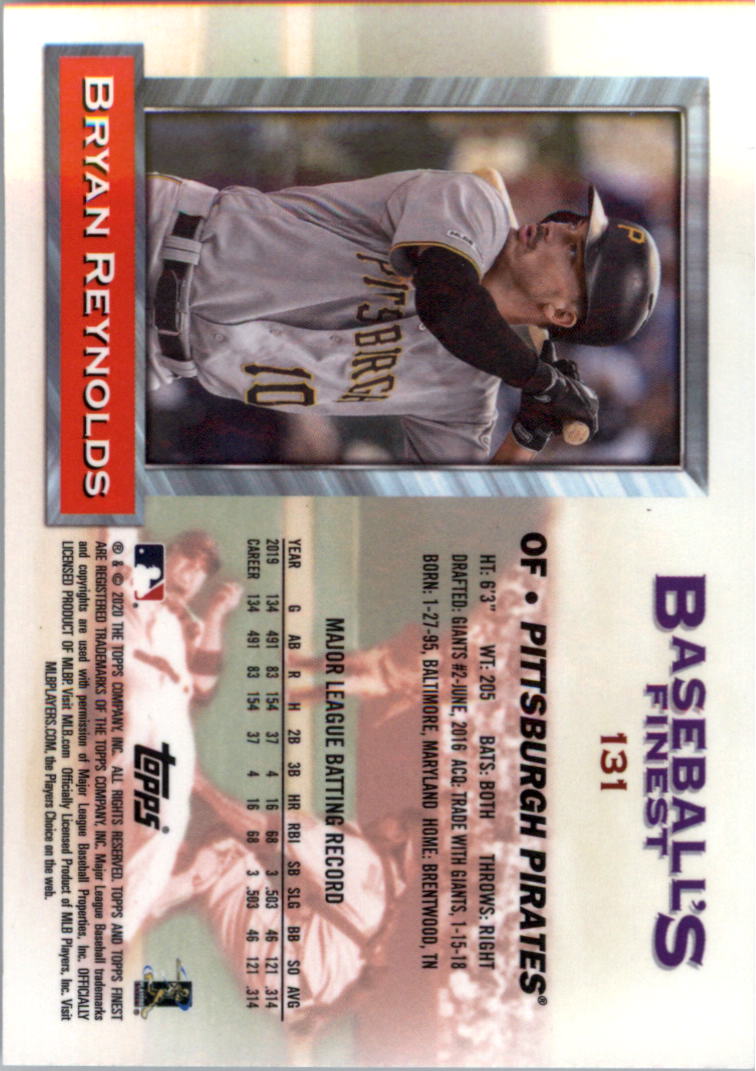 BASEBALL'S
FINEST
131
P
PITTSBURGH
10
BRYAN REYNOLDS
OF • PITTSBURGH PIRATES®
HT: 6'3" WT: 205 BATS: BOTH THROWS: RIGHT
DRAFTED: GIANTS #2-JUNE, 2016 ACQ: TRADE WITH GIANTS, 1-15-18
BORN: 1-27-95, BALTIMORE, MARYLAND HOME: BRENTWOOD, TN
MAJOR LEAGUE BATTING RECORD
YEAR G AB R H 2B 3B HR RBI SB SLG BB SO AVG
2019 134 491 83 154 37 4 16 68 3 .503 46 121 .314
CAREER 134 491 83 154 37 4 16 68 3 .503 46 121 .314
topps®
® & © 2020 THE TOPPS COMPANY, INC. ALL RIGHTS RESERVED. TOPPS AND TOPPS FINEST
ARE REGISTERED TRADEMARKS OF THE TOPPS COMPANY, INC. Major League Baseball trademarks
and copyrights are used with permission of Major League Baseball Properties, Inc. OFFICIALLY
LICENSED PRODUCT OF MLBP. Visit MLB.com Officially Licensed Product of MLB Players, Inc. Visit
MLBPLAYERS.COM, the Players Choice on the web.